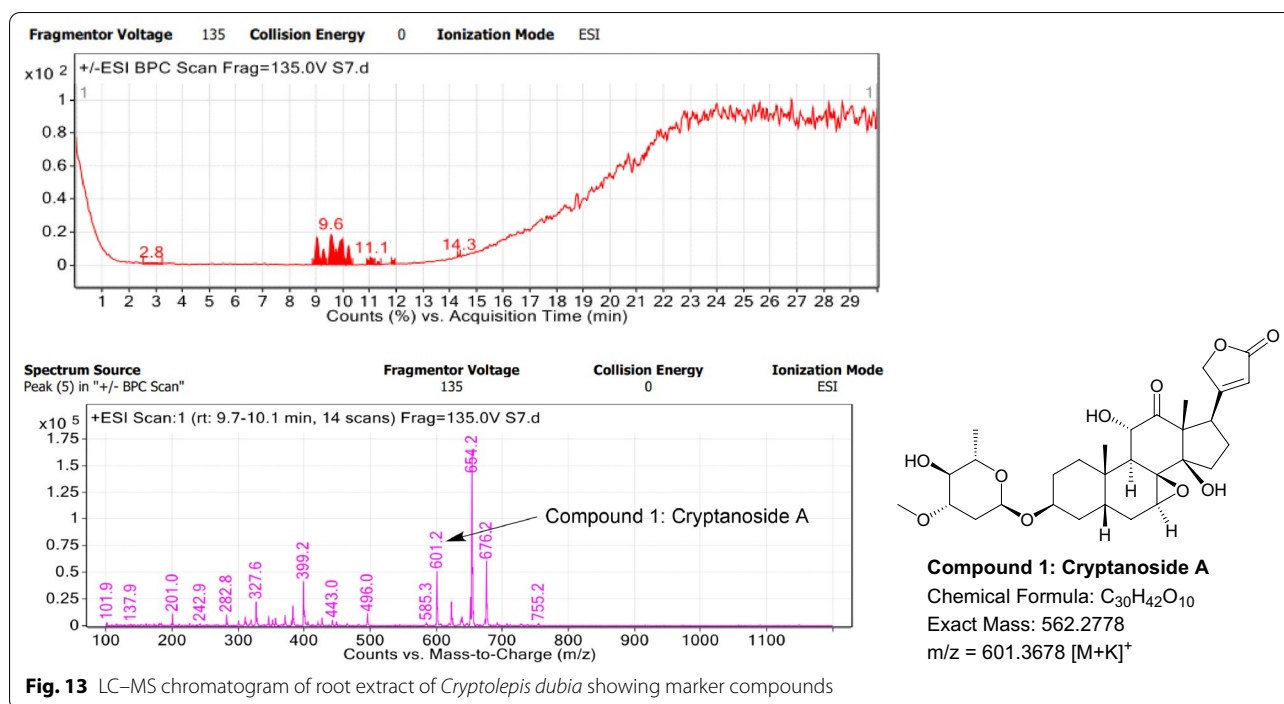 Fragmentor Voltage 135 Collision Energy 0 Ionization Mode ESI
x10 2 +/-ESI BPC Scan Frag=135.0V S7.d
1 1
1
0.8
0.6
0.4
0.2
0
2.8 9.6 11.1 14.3
1 2 3 4 5 6 7 8 9 10 11 12 13 14 15 16 17 18 19 20 21 22 23 24 25 26 27 28 29
Counts (%) vs. Acquisition Time (min)
Spectrum Source Fragmentor Voltage Collision Energy Ionization Mode
Peak (5) in "+/- BPC Scan" 135 0 ESI
x10 5 +ESI Scan:1 (rt: 9.7-10.1 min, 14 scans) Frag=135.0V S7.d
1.75
1.5
1.25
1
0.75
0.5
0.25
0
101.9 137.9 201.0 242.9 282.8 327.6 399.2 443.0 496.0 585.3 601.2 654.2 676.2 755.2
Compound 1: Cryptanoside A
100 200 300 400 500 600 700 800 900 1000 1100
Counts vs. Mass-to-Charge (m/z)
O
O
O
HO
HO
O
O
O
H
O
OH
H
H
Compound 1: Cryptanoside A
Chemical Formula: C30H42O10
Exact Mass: 562.2778
m/z = 601.3678 [M+K]+
Fig. 13 LC–MS chromatogram of root extract of Cryptolepis dubia showing marker compounds